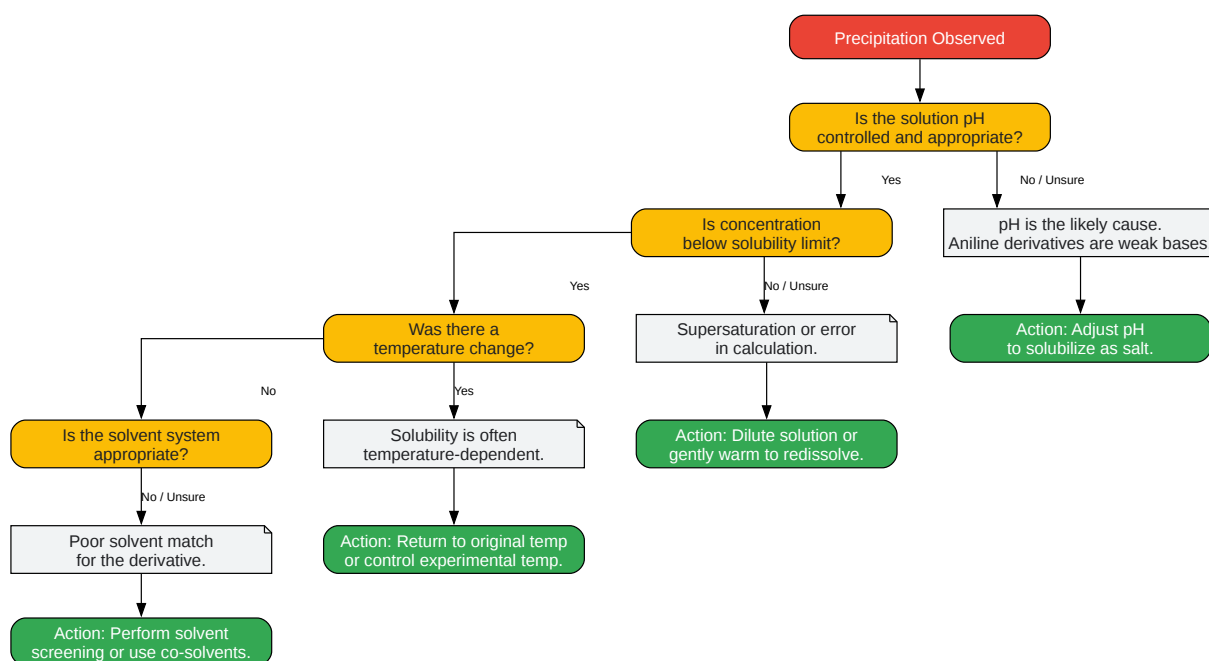 Precipitation Observed
Is the solution pH
controlled and appropriate?
Yes
No / Unsure
Is concentration
below solubility limit?
pH is the likely cause.
Aniline derivatives are weak bases
Yes
No / Unsure
Was there a
temperature change?
Supersaturation or error
in calculation.
Action: Adjust pH
to solubilize as salt.
No
Yes
Is the solvent system
appropriate?
Solubility is often
temperature-dependent.
Action: Dilute solution or
gently warm to redissolve.
No / Unsure
Poor solvent match
for the derivative.
Action: Return to original temp
or control experimental temp.
Action: Perform solvent
screening or use co-solvents.